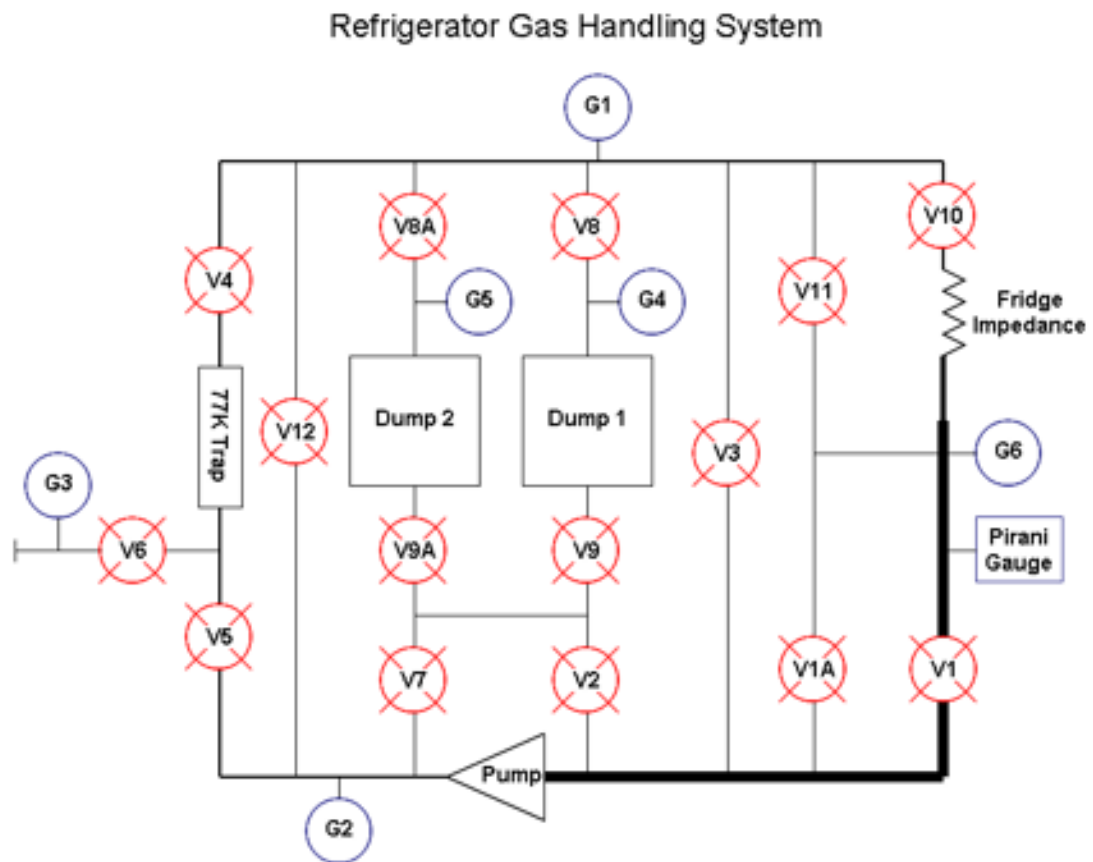 Refrigerator Gas Handling System
G1
V8A
V8
V10
V4
G5
G4
V11
Fridge
Impedance
77K Trap
Dump 2
Dump 1
V12
V3
G6
G3
V6
V9A
V9
Pirani
Gauge
V5
V7
V2
V1A
V1
Pump
G2